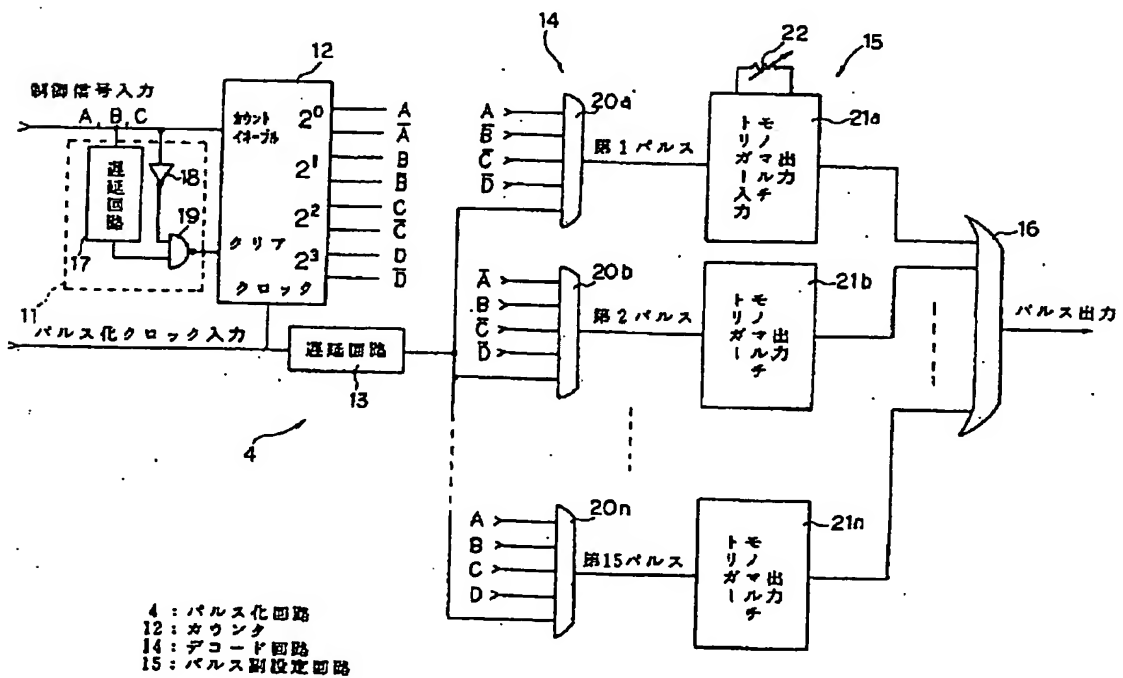 14
22
15
12
制御信号入力
A, B, C
カウント
イネーブル
2⁰
2¹
2²
2³
クリア
クロック
A
A̅
B
B̅
C
C̅
D
D̅
遅延回路
17
18
19
11
パルス化クロック入力
遅延回路
13
4
A
B̅
C̅
D̅
20a
第1パルス
トリガー入力
モノマルチ
出力
21a
A̅
B
C̅
D̅
20b
第2パルス
トリガー
モノマルチ
出力
21b
16
パルス出力
A
B
C
D
20n
第15パルス
トリガー
モノマルチ
出力
21n
4:パルス化回路
12:カウンタ
14:デコード回路
15:パルス副設定回路